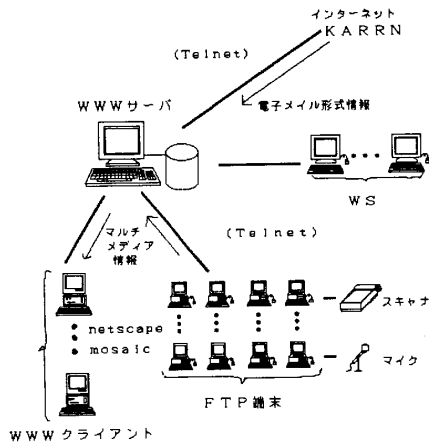 インターネット
KARRN
(Telnet)
WWWサーバ
電子メイル形式情報
WS
マルチ
メディア
情報
(Telnet)
スキャナ
netscape
mosaic
マイク
FTP端末
WWWクライアント